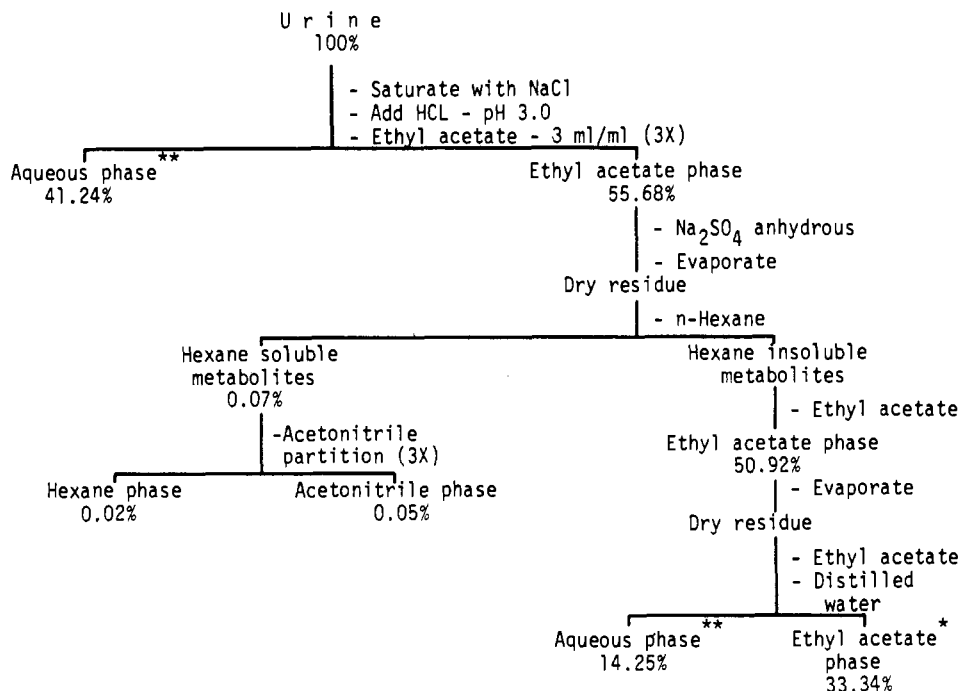 U r i n e
100%
- Saturate with NaCl
- Add HCL - pH 3.0
- Ethyl acetate - 3 ml/ml (3X)
Aqueous phase**
41.24%
Ethyl acetate phase
55.68%
- Na2SO4 anhydrous
- Evaporate
Dry residue
- n-Hexane
Hexane soluble
metabolites
0.07%
-Acetonitrile
partition (3X)
Hexane phase
0.02%
Acetonitrile phase
0.05%
Hexane insoluble
metabolites
- Ethyl acetate
Ethyl acetate phase
50.92%
- Evaporate
Dry residue
- Ethyl acetate
- Distilled
water
Aqueous phase**
14.25%
Ethyl acetate*
phase
33.34%